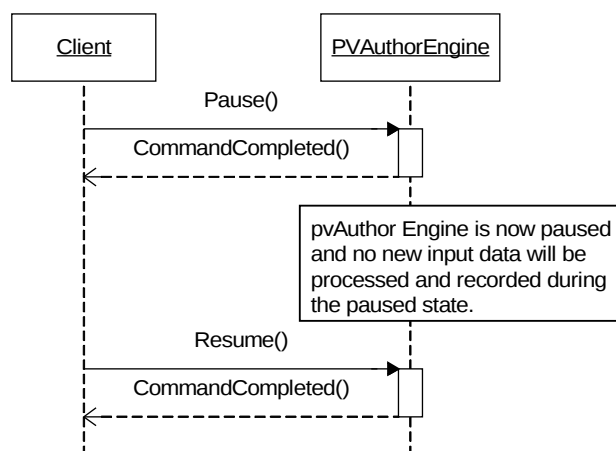 Client
PVAuthorEngine
Pause()
CommandCompleted()
pvAuthor Engine is now paused
and no new input data will be
processed and recorded during
the paused state.
Resume()
CommandCompleted()